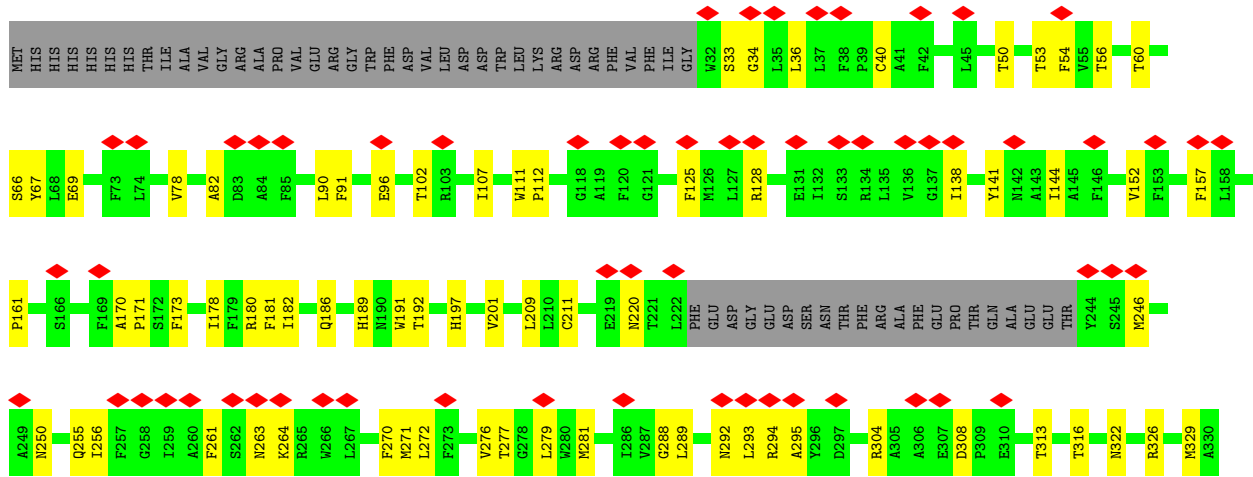 MET HIS HIS HIS HIS HIS HIS THR ILE ALA VAL GLY ARG ALA PRO VAL GLU ARG GLY TRP PHE ASP VAL LEU ASP ASP TRP LEU LYS ARG ASP ARG PHE VAL PHE ILE GLY W32 S33 G34 L35 L36 L37 F38 P39 C40 A41 F42 L45 T50 T53 F54 V55 T56 T60
S66 Y67 L68 E69 F73 L74 V78 A82 D83 A84 F85 L90 F91 E96 T102 R103 I107 W111 P112 G118 A119 F120 G121 F125 M126 L127 R128 E131 I132 S133 R134 L135 V136 G137 I138 Y141 N142 A143 I144 A145 F146 V152 F153 F157 L158
P161 S166 F169 A170 P171 S172 F173 I178 F179 R180 F181 I182 Q186 H189 N190 W191 T192 H197 V201 L209 L210 C211 E219 N220 T221 L222 PHE GLU ASP GLY GLU ASP SER ASN THR PHE ARG ALA PHE GLU PRO THR GLN ALA GLU GLU THR Y244 S245 M246
A249 N250 Q255 I256 F257 G258 I259 A260 F261 S262 N263 K264 R265 W266 L267 F270 M271 L272 F273 V276 T277 G278 L279 W280 M281 I286 V287 G288 L289 N292 L293 R294 A295 Y296 D297 R304 A305 A306 E307 D308 P309 E310 T313 T316 N322 R326 M329 A330